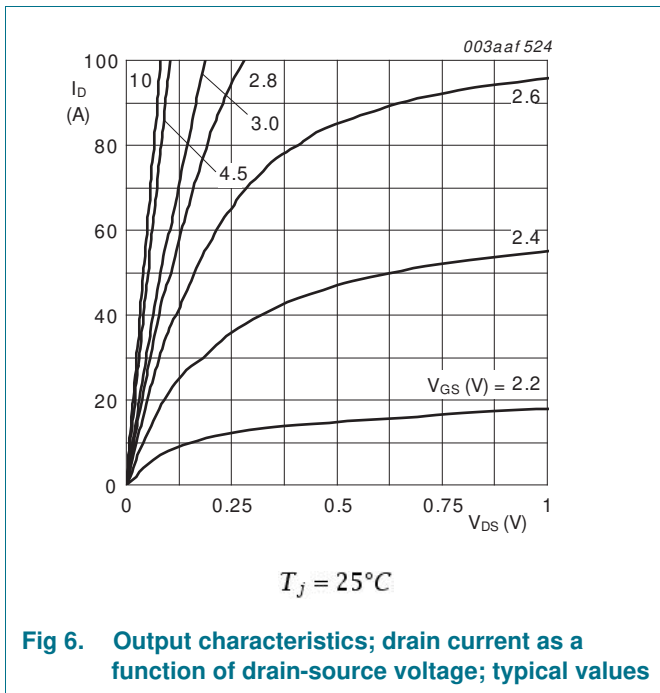 003aaf 524
100
I_D
(A)
10
2.8
2.6
3.0
80
4.5
60
2.4
40
V_GS (V) = 2.2
20
0
0
0.25
0.5
0.75
1
V_DS (V)
T_j = 25°C
Fig 6. Output characteristics; drain current as a
function of drain-source voltage; typical values